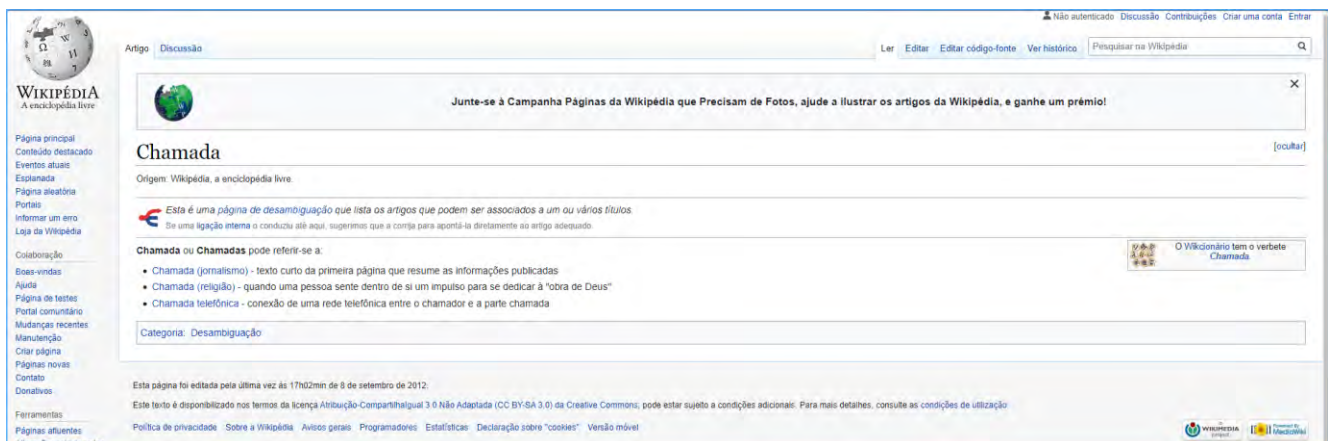 Não autenticado Discussão Contribuições Criar uma conta Entrar
Artigo Discussão
Ler Editar Editar código-fonte Ver histórico Pesquisar na Wikipédia
WIKIPÉDIA
A enciclopédia livre
Junte-se à Campanha Páginas da Wikipédia que Precisam de Fotos, ajude a ilustrar os artigos da Wikipédia, e ganhe um prémio!
Página principal
Conteúdo destacado
Eventos atuais
Esplanada
Página aleatória
Portais
Informar um erro
Loja da Wikipédia
Colaboração
Boas-vindas
Ajuda
Página de testes
Portal comunitário
Mudanças recentes
Manutenção
Criar página
Páginas novas
Contato
Donativos
Ferramentas
Páginas afluentes
Chamada
[ocultar]
Origem: Wikipédia, a enciclopédia livre.
Esta é uma página de desambiguação que lista os artigos que podem ser associados a um ou vários títulos.
Se uma ligação interna o conduziu até aqui, sugerimos que a corrija para apontá-la diretamente ao artigo adequado.
Chamada ou Chamadas pode referir-se a:
• Chamada (jornalismo) - texto curto da primeira página que resume as informações publicadas
• Chamada (religião) - quando uma pessoa sente dentro de si um impulso para se dedicar à "obra de Deus"
• Chamada telefônica - conexão de uma rede telefônica entre o chamador e a parte chamada
O Wikcionário tem o verbete
Chamada.
Categoria: Desambiguação
Esta página foi editada pela última vez às 17h02min de 8 de setembro de 2012.
Este texto é disponibilizado nos termos da licença Atribuição-CompartilhaIgual 3.0 Não Adaptada (CC BY-SA 3.0) da Creative Commons; pode estar sujeito a condições adicionais. Para mais detalhes, consulte as condições de utilização.
Política de privacidade Sobre a Wikipédia Avisos gerais Programadores Estatísticas Declaração sobre "cookies" Versão móvel
WIKIMEDIA
project
Powered By
MediaWiki